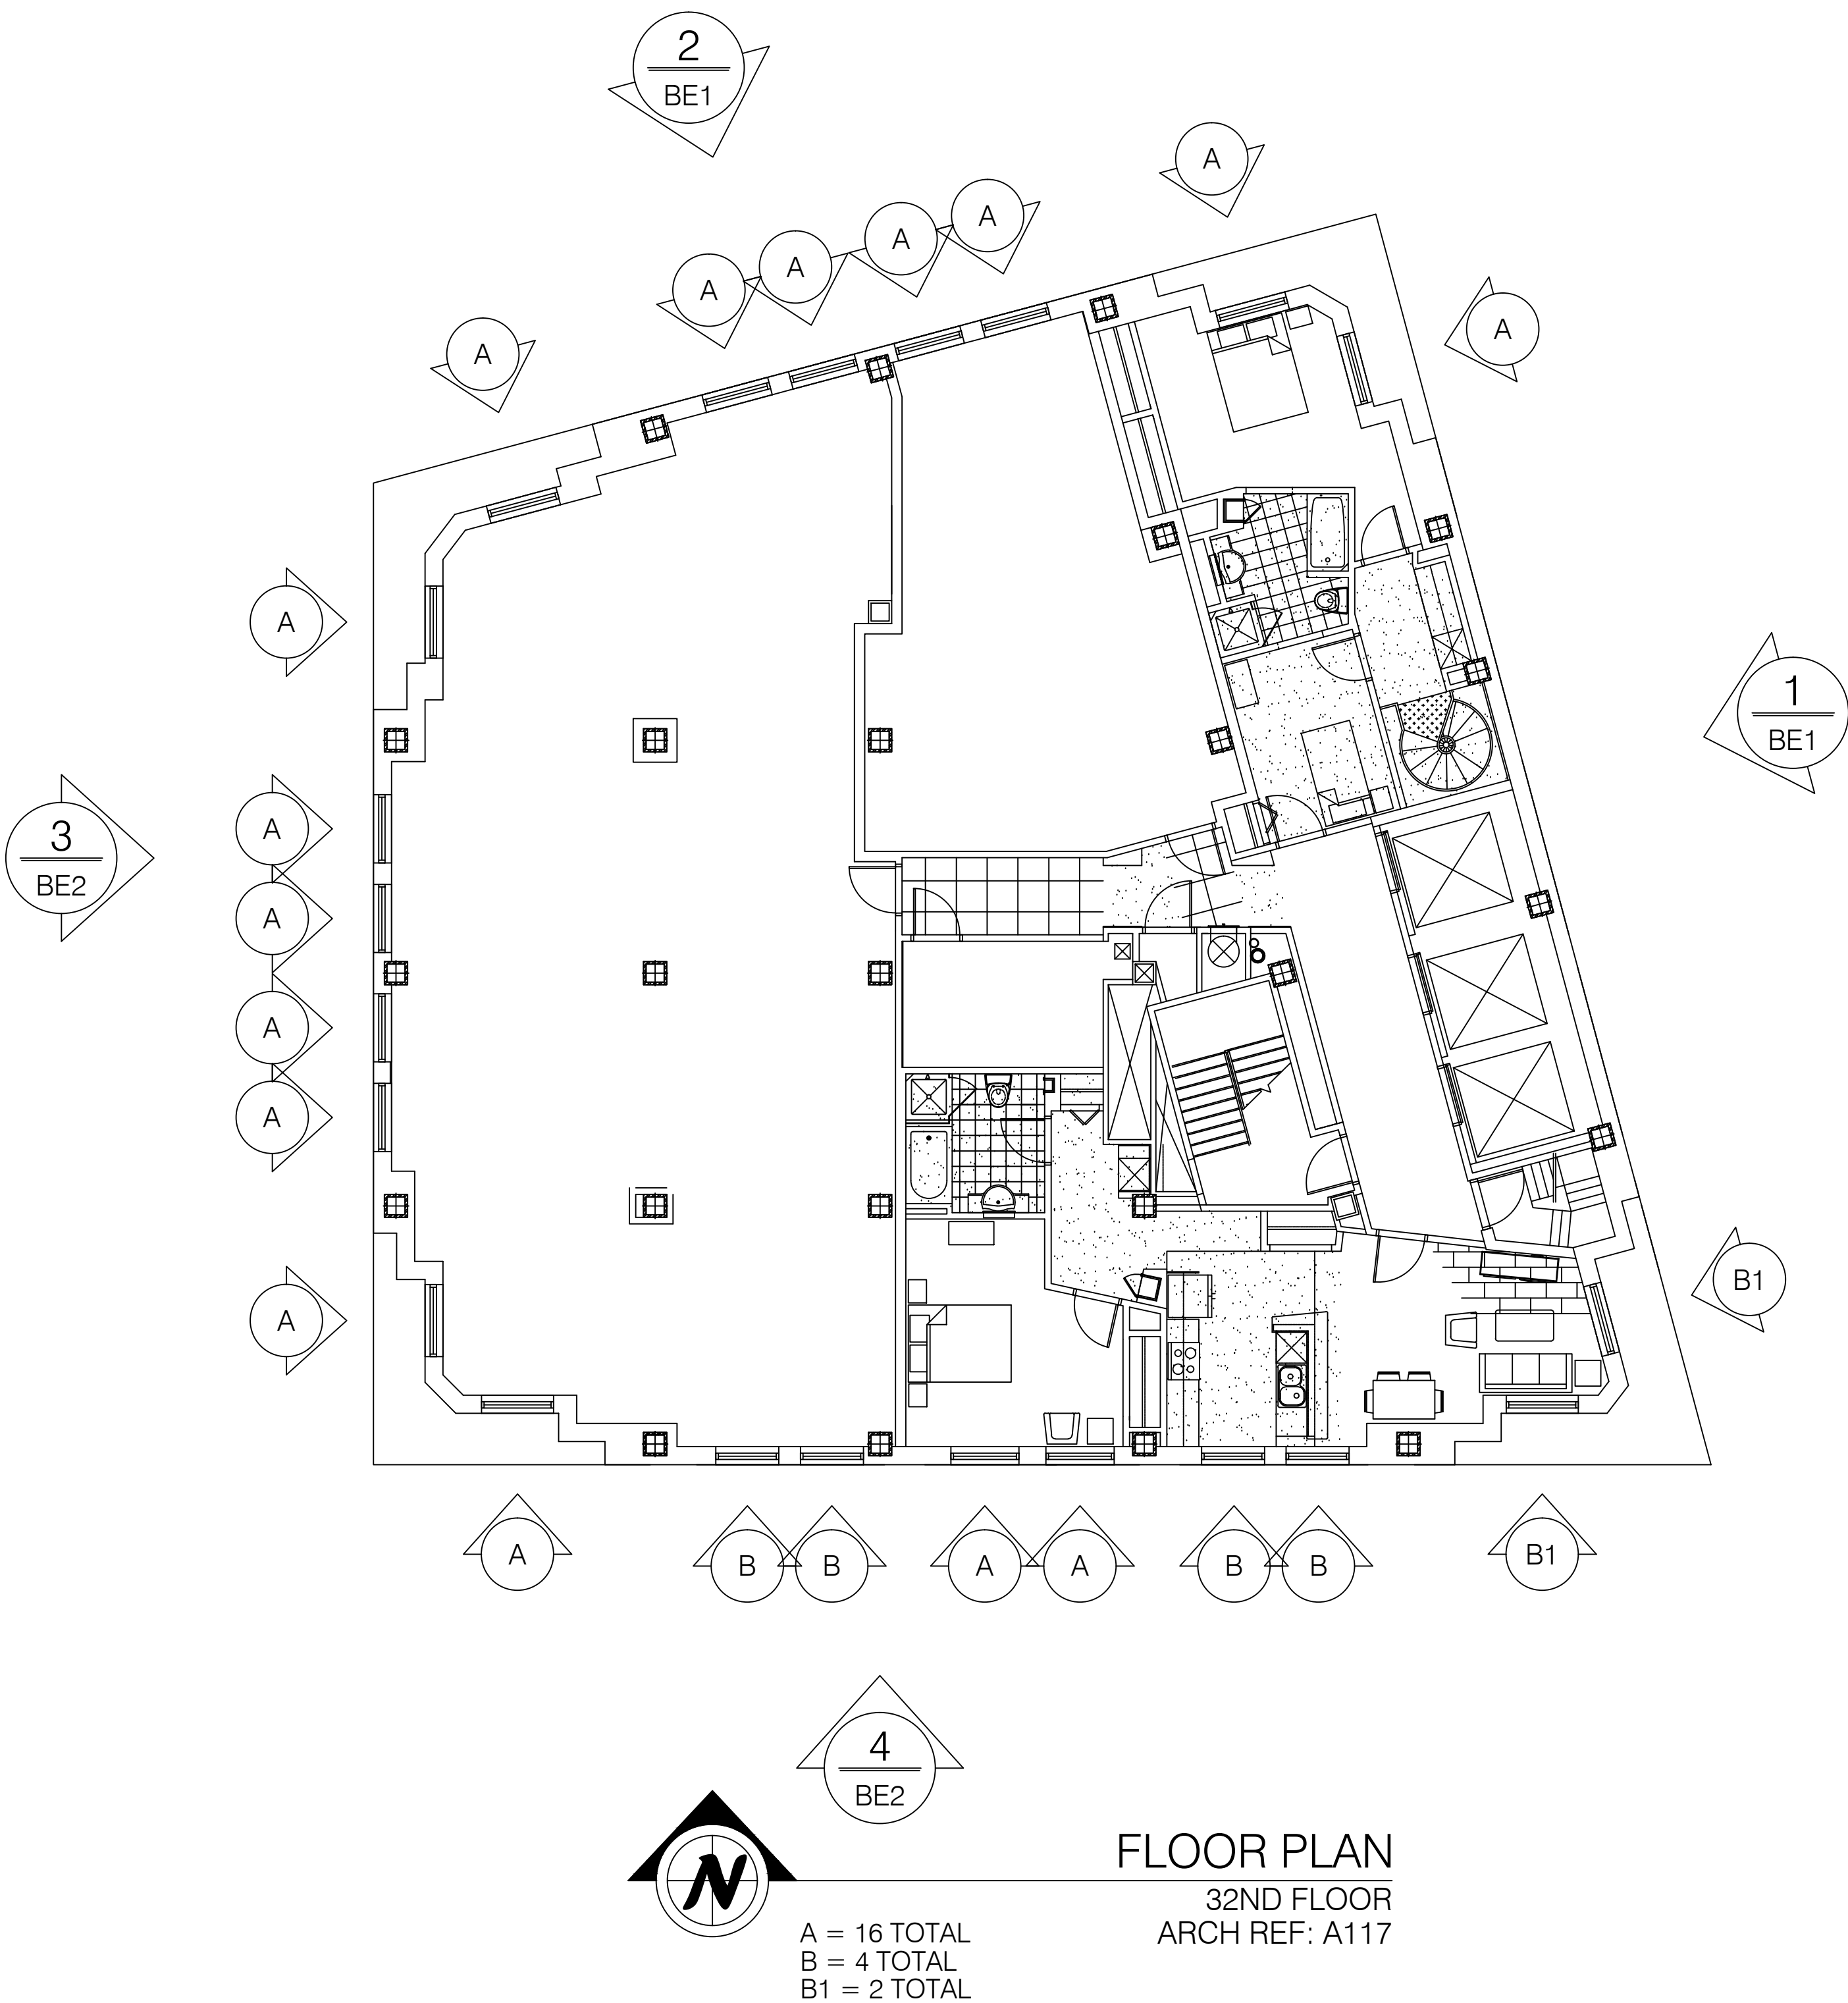 2
BE1
A
A
A
A
A
A
A
A
1
BE1
A
3
BE2
A
A
A
B1
A
A
B
B
A
A
B
B
B1
4
BE2
N
FLOOR PLAN
32ND FLOOR
ARCH REF: A117
A = 16 TOTAL
B = 4 TOTAL
B1 = 2 TOTAL